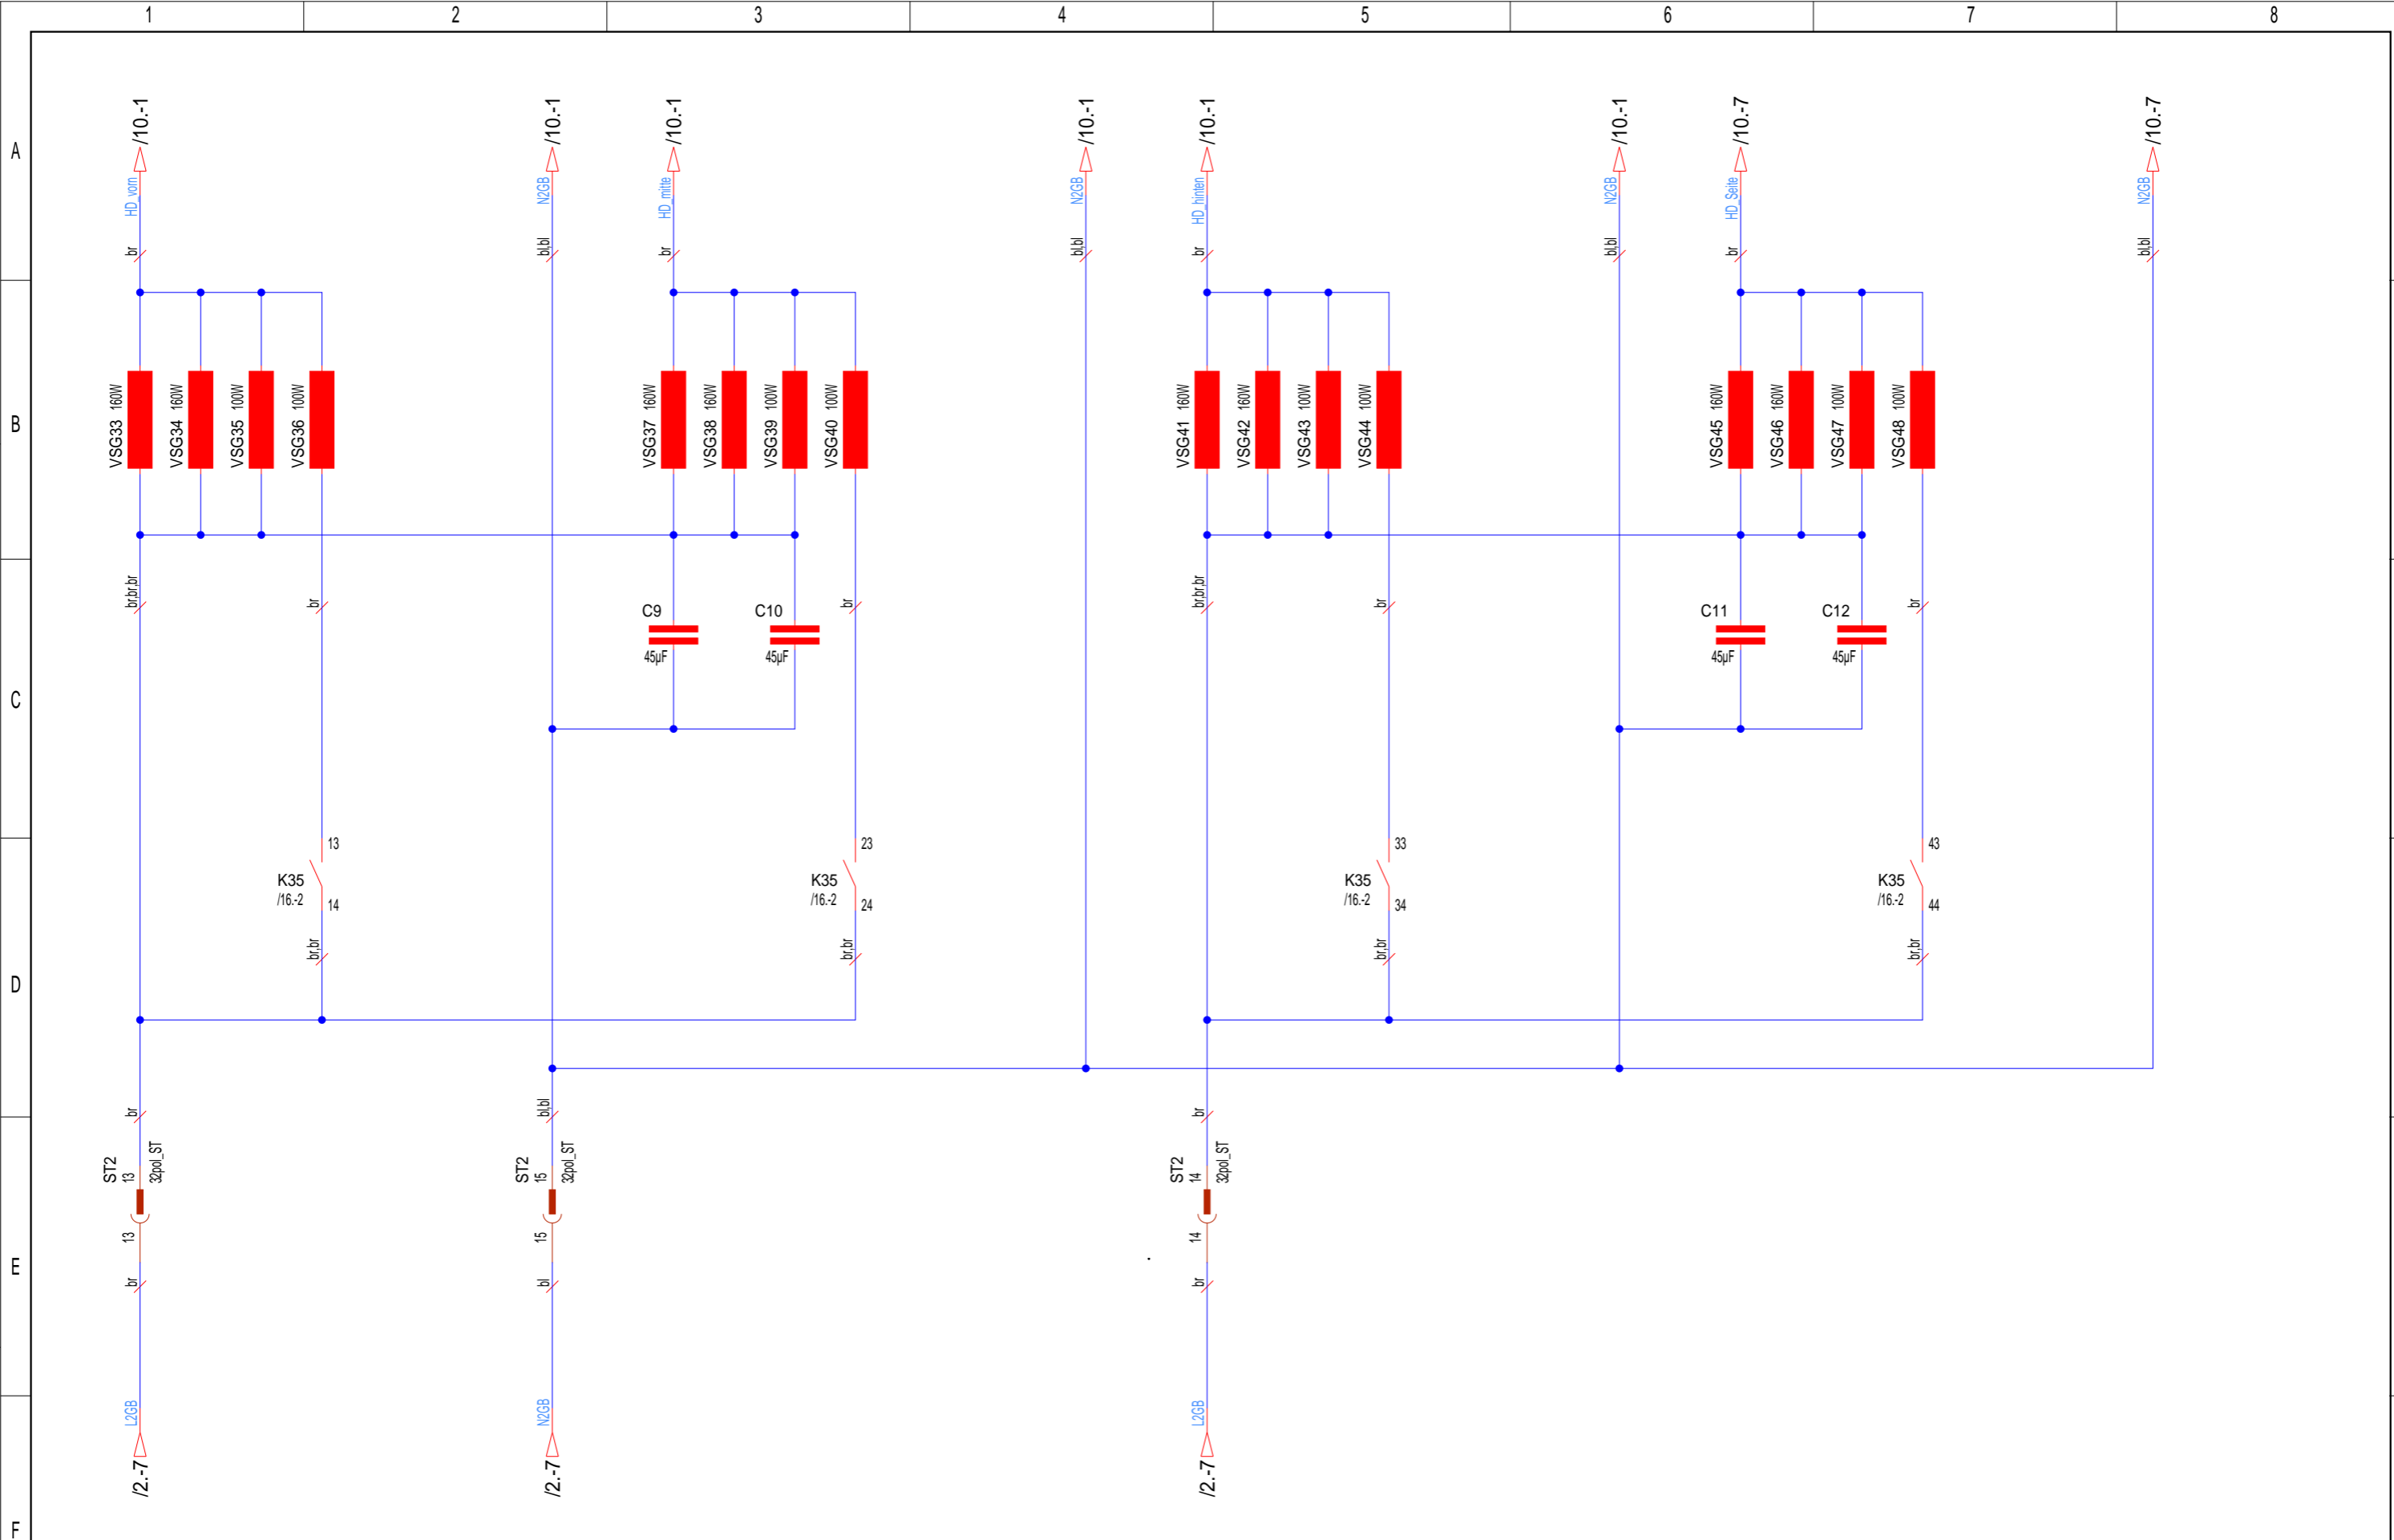 1 2 3 4 5 6 7 8
A
/10.-1 /10.-1 /10.-1 /10.-1 /10.-1 /10.-1 /10.-7 /10.-7
HD_vorn N2GB HD_mitte N2GB HD_hinten N2GB HD_Seite N2GB
br bl,bl br bl,bl br bl,bl br bl,bl
B
VSG33 160W
VSG34 160W
VSG35 100W
VSG36 100W
VSG37 160W
VSG38 160W
VSG39 100W
VSG40 100W
VSG41 160W
VSG42 160W
VSG43 100W
VSG44 100W
VSG45 160W
VSG46 160W
VSG47 100W
VSG48 100W
br,br,br br br br,br,br br br
C9 C10 C11 C12
45µF 45µF 45µF 45µF
C
13 23 33 43
K35 K35 K35 K35
/16.-2 /16.-2 /16.-2 /16.-2
14 24 34 44
br,br br,br br,br br,br
D
br bl,bl br
ST2 13 32pol_ST
ST2 15 32pol_ST
ST2 14 32pol_ST
13 15 14
E
br bl br
L2GB N2GB L2GB
/2.-7 /2.-7 /2.-7
F